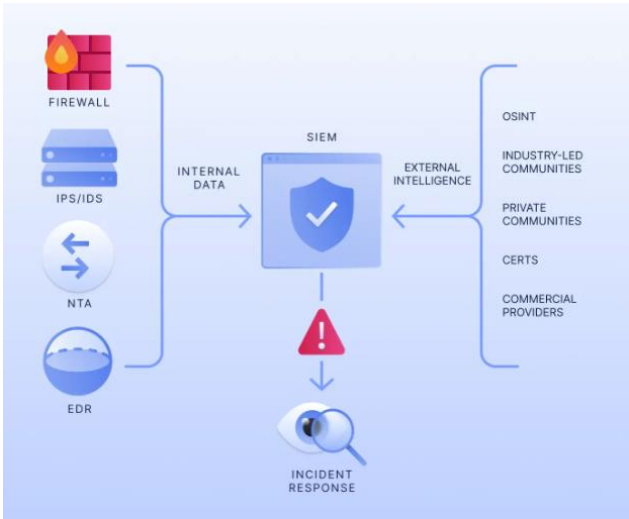 FIREWALL
IPS/IDS
NTA
EDR
INTERNAL
DATA
SIEM
EXTERNAL
INTELLIGENCE
OSINT
INDUSTRY-LED
COMMUNITIES
PRIVATE
COMMUNITIES
CERTS
COMMERCIAL
PROVIDERS
INCIDENT
RESPONSE